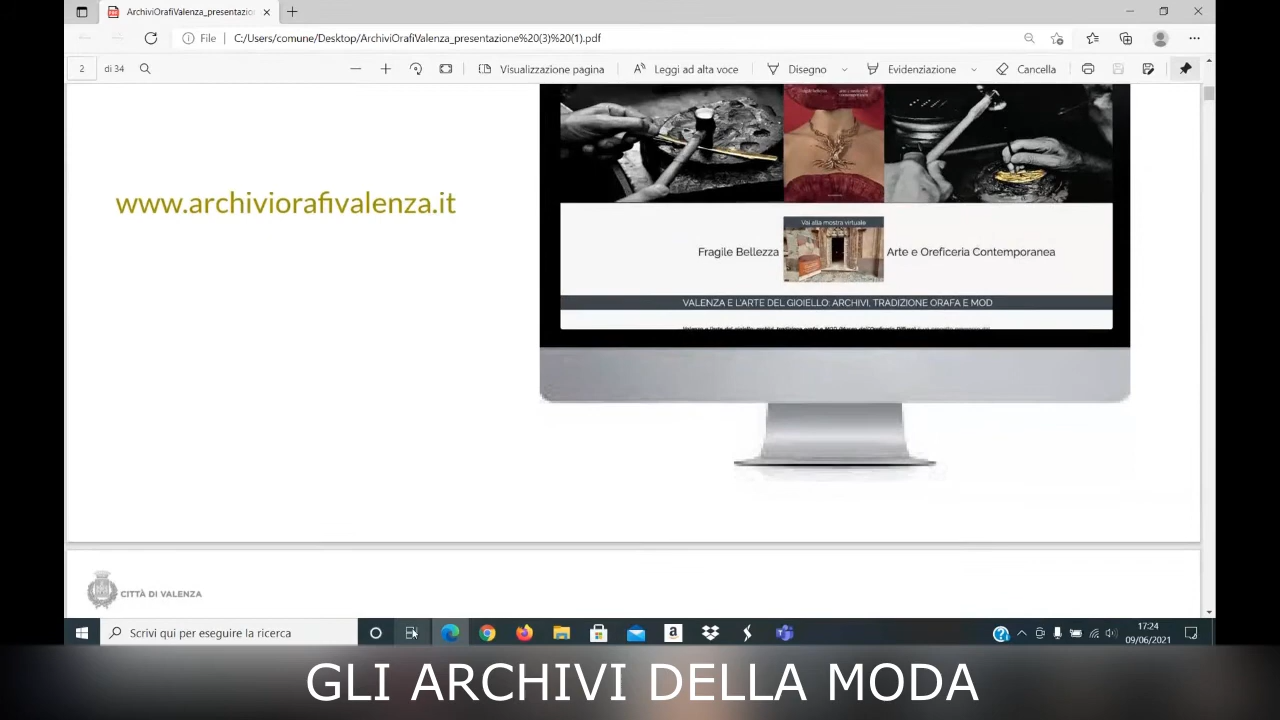 ArchiviOrafiValenza_presentazio
File
C:/Users/comune/Desktop/ArchiviOrafiValenza_presentazione%20(3)%20(1).pdf
2
di 34
Visualizzazione pagina
Leggi ad alta voce
Disegno
Evidenziazione
Cancella
www.archiviorafivalenza.it
Vai alla mostra virtuale
Fragile Bellezza
Arte e Oreficeria Contemporanea
VALENZA E L'ARTE DEL GIOIELLO: ARCHIVI, TRADIZIONE ORAFA E MOD
CITTÀ DI VALENZA
Scrivi qui per eseguire la ricerca
17:24
09/06/2021
GLI ARCHIVI DELLA MODA